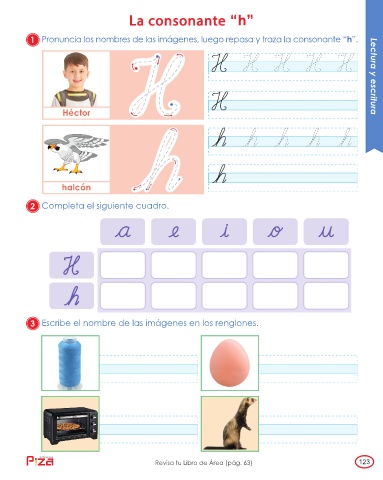 La consonante “h”
1 Pronuncia los nombres de las imágenes, luego repasa y traza la consonante “h”.
Lectura y escritura
H H H H H H
Héctor
H
h h h h h h
halcón
h
2 Completa el siguiente cuadro.
a e i o u
H
h
3 Escribe el nombre de las imágenes en los renglones.
Piza
Revisa tu Libro de Área (pág. 63)
123